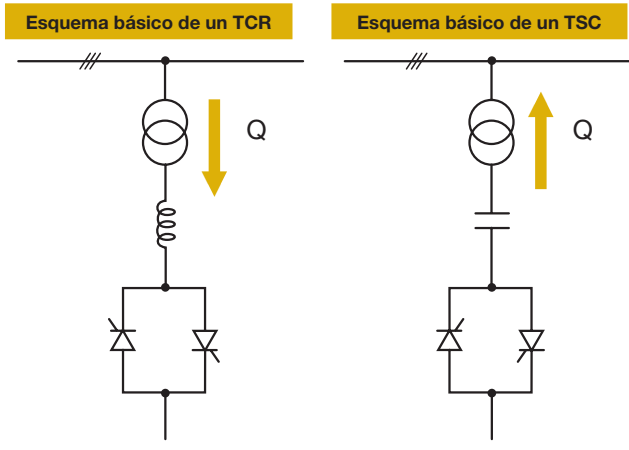 Esquema básico de un TCR
Esquema básico de un TSC
Q
Q